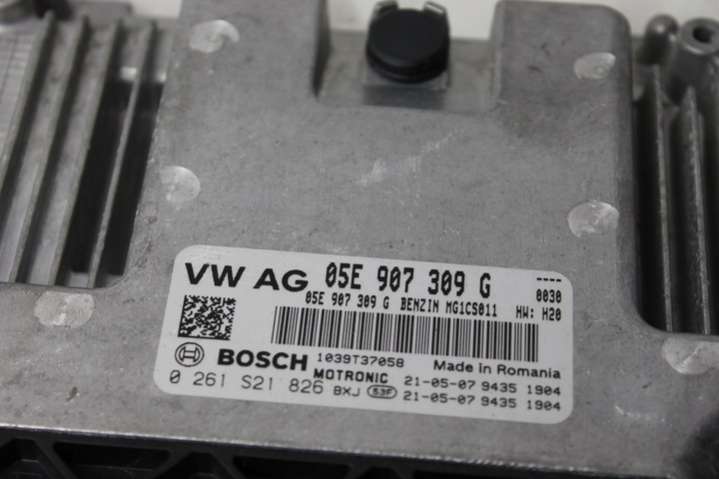 VW AG 05E 907 309 G ----
05E 907 309 G BENZIN MG1CS011 0030
HW: H20
BOSCH 1039T37058 Made in Romania
MOTRONIC 21-05-07 9435 1904
0 261 S21 826 BXJ 53F 21-05-07 9435 1904